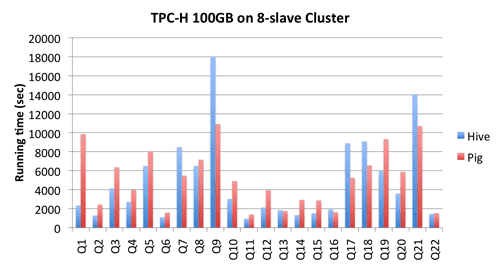 TPC-H 100GB on 8-slave Cluster
Running time (sec)
20000
18000
16000
14000
12000
10000
8000
6000
4000
2000
0
Q1 Q2 Q3 Q4 Q5 Q6 Q7 Q8 Q9 Q10 Q11 Q12 Q13 Q14 Q15 Q16 Q17 Q18 Q19 Q20 Q21 Q22
Hive
Pig